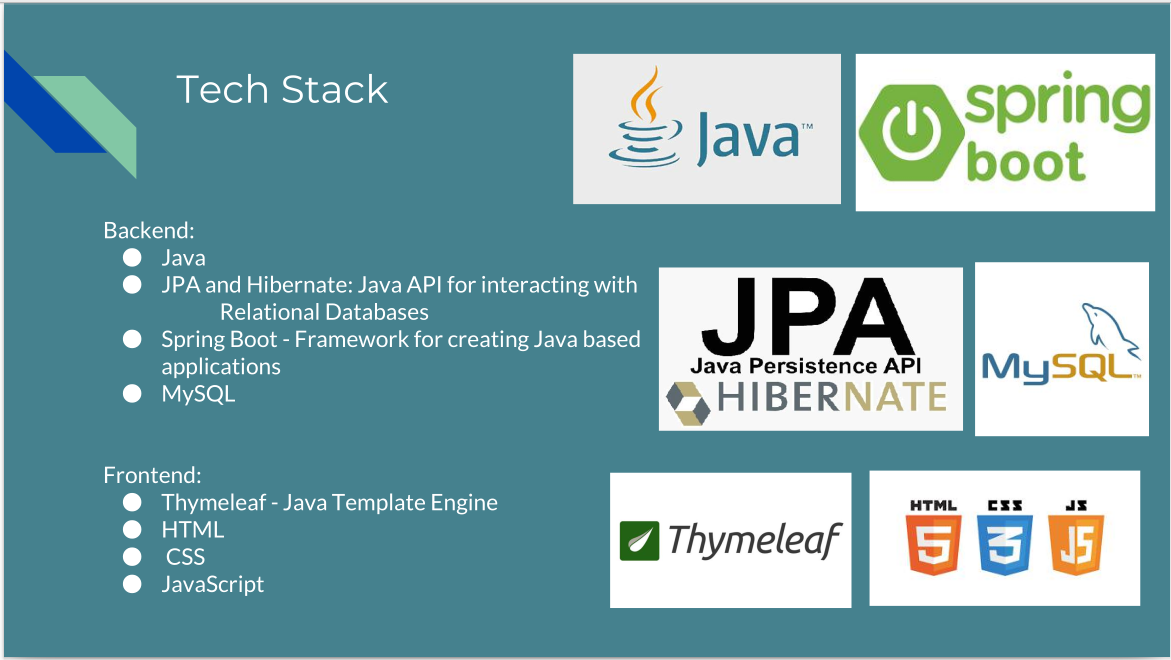 Tech Stack
Java™
spring
boot
Backend:
● Java
● JPA and Hibernate: Java API for interacting with
Relational Databases
● Spring Boot - Framework for creating Java based
applications
● MySQL
JPA
Java Persistence API
HIBERNATE
MySQL™
Frontend:
● Thymeleaf - Java Template Engine
● HTML
● CSS
● JavaScript
Thymeleaf
HTML CSS JS
5 3 JS